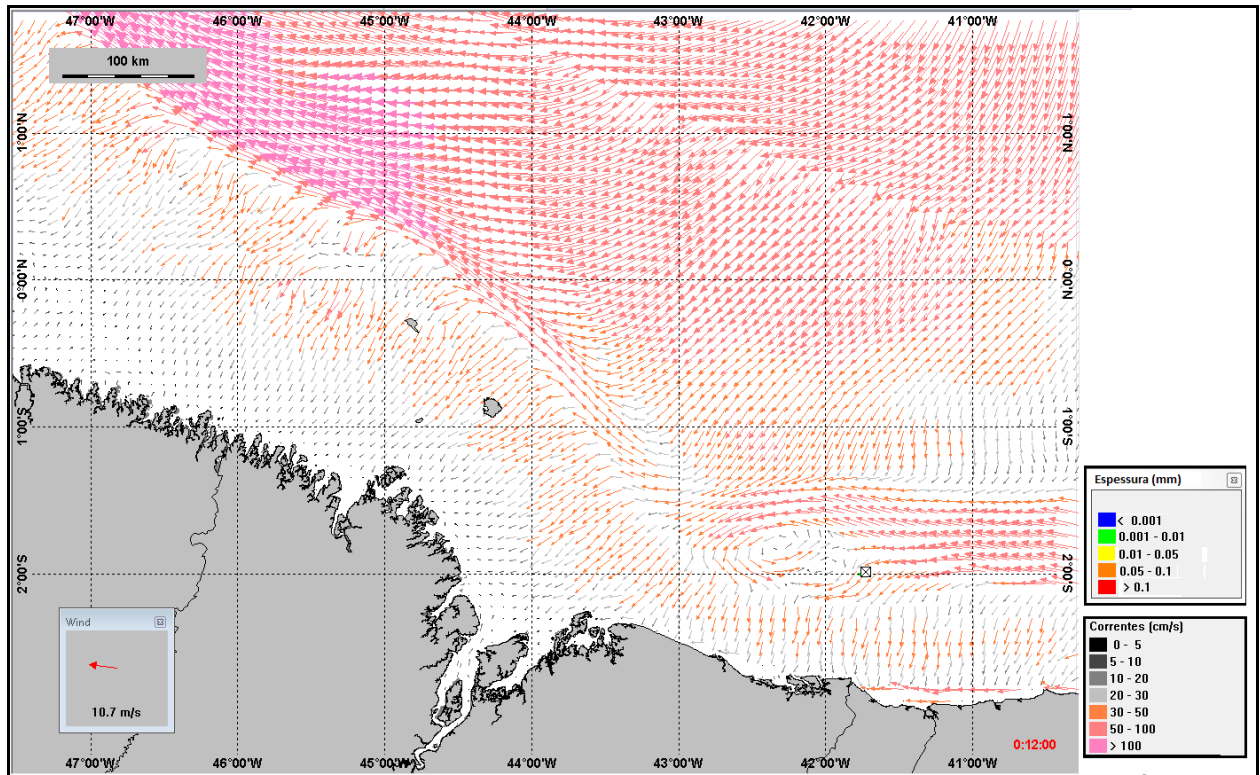 47°00'W 46°00'W 45°00'W 44°00'W 43°00'W 42°00'W 41°00'W
100 km
1°00'N 1°00'N
0°00'N 0°00'N
1°00'S 1°00'S
2°00'S 2°00'S
Wind
10.7 m/s
0:12:00
47°00'W 46°00'W 45°00'W 44°00'W 43°00'W 42°00'W 41°00'W
Espessura (mm)
< 0.001
0.001 - 0.01
0.01 - 0.05
0.05 - 0.1
> 0.1
Correntes (cm/s)
0 - 5
5 - 10
10 - 20
20 - 30
30 - 50
50 - 100
> 100